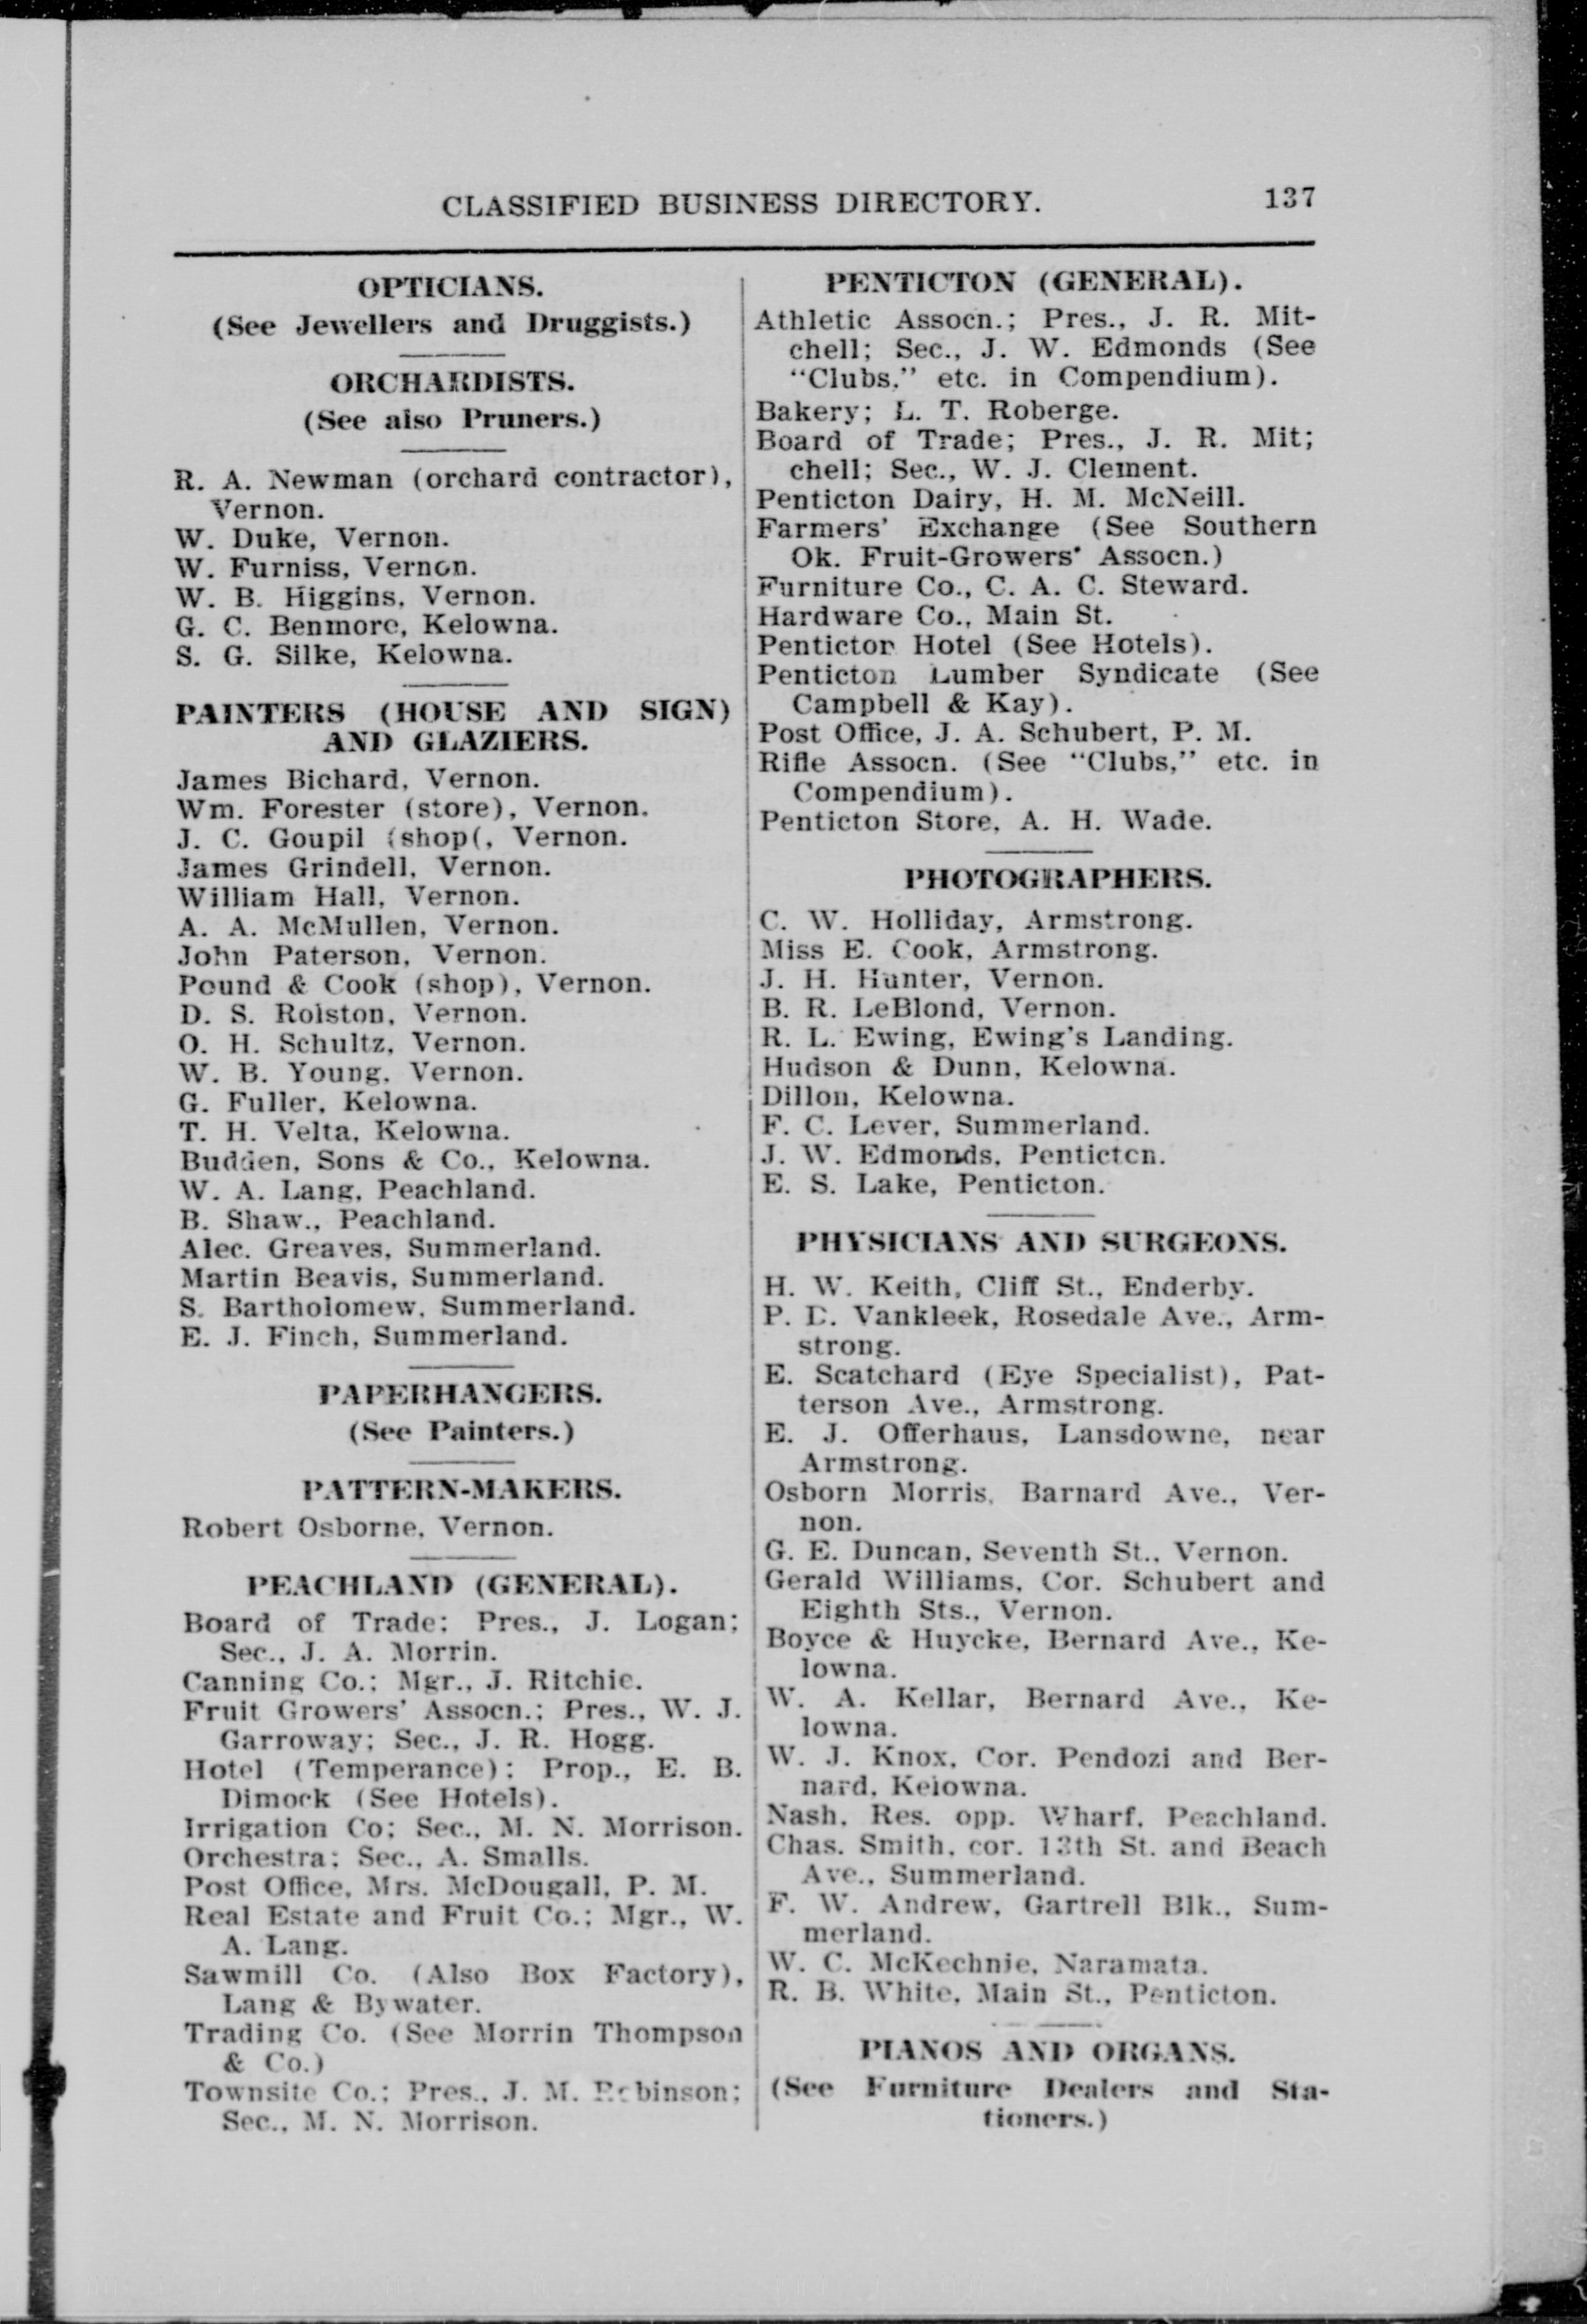 CLASSIFIED BUSINESS DIRECTORY. 137
OPTICIANS.
(See Jewellers and Druggists.)
ORCHARDISTS.
(See also Pruners.)
R. A. Newman (orchard contractor),
Vernon.
W. Duke, Vernon.
W. Furniss, Vernon.
W. B. Higgins, Vernon.
G. C. Benmore, Kelowna.
S. G. Silke, Kelowna.
PAINTERS (HOUSE AND SIGN)
AND GLAZIERS.
James Bichard, Vernon.
Wm. Forester (store), Vernon.
J. C. Goupil (shop(, Vernon.
James Grindell, Vernon.
William Hall, Vernon.
A. A. McMullen, Vernon.
John Paterson, Vernon.
Pound & Cook (shop), Vernon.
D. S. Rolston, Vernon.
O. H. Schultz, Vernon.
W. B. Young, Vernon.
G. Fuller, Kelowna.
T. H. Velta, Kelowna.
Budden, Sons & Co., Kelowna.
W. A. Lang, Peachland.
B. Shaw., Peachland.
Alec. Greaves, Summerland.
Martin Beavis, Summerland.
S. Bartholomew, Summerland.
E. J. Finch, Summerland.
PAPERHANGERS.
(See Painters.)
PATTERN-MAKERS.
Robert Osborne, Vernon.
PEACHLAND (GENERAL).
Board of Trade; Pres., J. Logan;
Sec., J. A. Morrin.
Canning Co.; Mgr., J. Ritchie.
Fruit Growers' Assocn.; Pres., W. J.
Garroway; Sec., J. R. Hogg.
Hotel (Temperance); Prop., E. B.
Dimock (See Hotels).
Irrigation Co; Sec., M. N. Morrison.
Orchestra; Sec., A. Smalls.
Post Office, Mrs. McDougall, P. M.
Real Estate and Fruit Co.; Mgr., W.
A. Lang.
Sawmill Co. (Also Box Factory),
Lang & Bywater.
Trading Co. (See Morrin Thompson
& Co.)
Townsite Co.; Pres., J. M. Robinson;
Sec., M. N. Morrison.
PENTICTON (GENERAL).
Athletic Assocn.; Pres., J. R. Mit-
chell; Sec., J. W. Edmonds (See
"Clubs," etc. in Compendium).
Bakery; L. T. Roberge.
Board of Trade; Pres., J. R. Mit;
chell; Sec., W. J. Clement.
Penticton Dairy, H. M. McNeill.
Farmers' Exchange (See Southern
Ok. Fruit-Growers' Assocn.)
Furniture Co., C. A. C. Steward.
Hardware Co., Main St.
Penticton Hotel (See Hotels).
Penticton Lumber Syndicate (See
Campbell & Kay).
Post Office, J. A. Schubert, P. M.
Rifle Assocn. (See "Clubs," etc. in
Compendium).
Penticton Store, A. H. Wade.
PHOTOGRAPHERS.
C. W. Holliday, Armstrong.
Miss E. Cook, Armstrong.
J. H. Hunter, Vernon.
B. R. LeBlond, Vernon.
R. L. Ewing, Ewing's Landing.
Hudson & Dunn, Kelowna.
Dillon, Kelowna.
F. C. Lever, Summerland.
J. W. Edmonds, Penticton.
E. S. Lake, Penticton.
PHYSICIANS AND SURGEONS.
H. W. Keith, Cliff St., Enderby.
P. D. Vankleek, Rosedale Ave., Arm-
strong.
E. Scatchard (Eye Specialist), Pat-
terson Ave., Armstrong.
E. J. Offerhaus, Lansdowne, near
Armstrong.
Osborn Morris, Barnard Ave., Ver-
non.
G. E. Duncan, Seventh St., Vernon.
Gerald Williams, Cor. Schubert and
Eighth Sts., Vernon.
Boyce & Huycke, Bernard Ave., Ke-
lowna.
W. A. Kellar, Bernard Ave., Ke-
lowna.
W. J. Knox, Cor. Pendozi and Ber-
nard, Kelowna.
Nash, Res. opp. Wharf, Peachland.
Chas. Smith, cor. 13th St. and Beach
Ave., Summerland.
F. W. Andrew, Gartrell Blk., Sum-
merland.
W. C. McKechnie, Naramata.
R. B. White, Main St., Penticton.
PIANOS AND ORGANS.
(See Furniture Dealers and Sta-
tioners.)